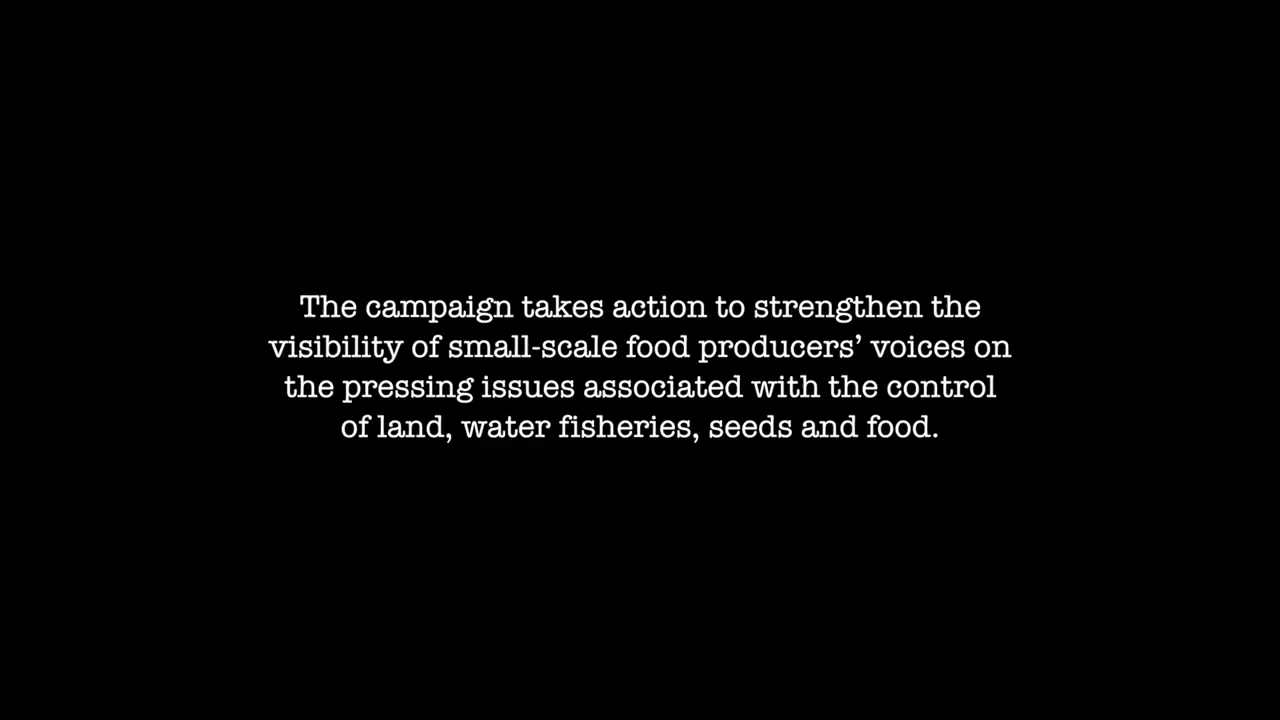 The campaign takes action to strengthen the
visibility of small-scale food producers’ voices on
the pressing issues associated with the control
of land, water fisheries, seeds and food.